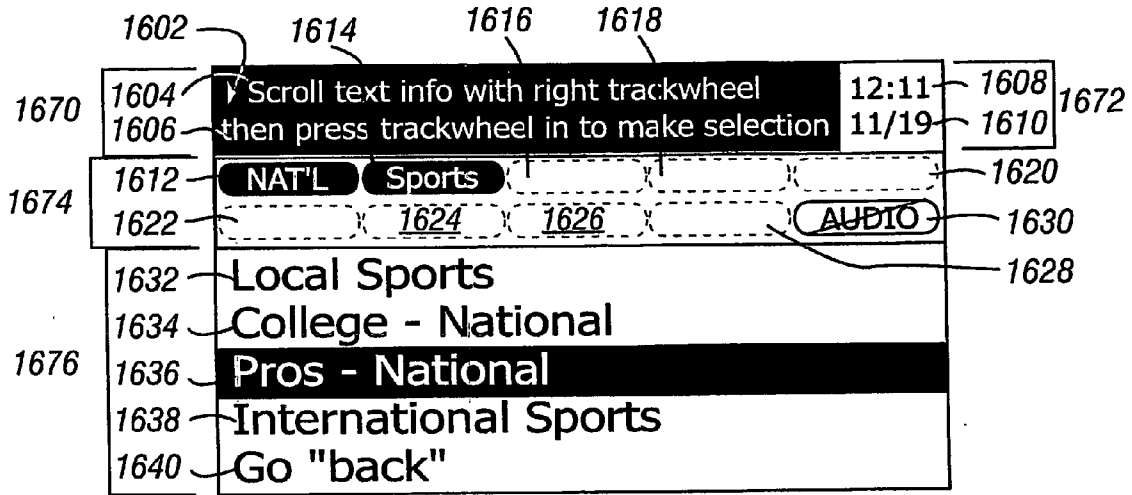 1602 1614 1616 1618
1670 1604 Scroll text info with right trackwheel 12:11 1608 1672
1606 then press trackwheel in to make selection 11/19 1610
1674 1612 NAT'L Sports 1620
1622 1624 1626 AUDIO 1630
1628
1632 Local Sports
1634 College - National
1676 1636 Pros - National
1638 International Sports
1640 Go "back"